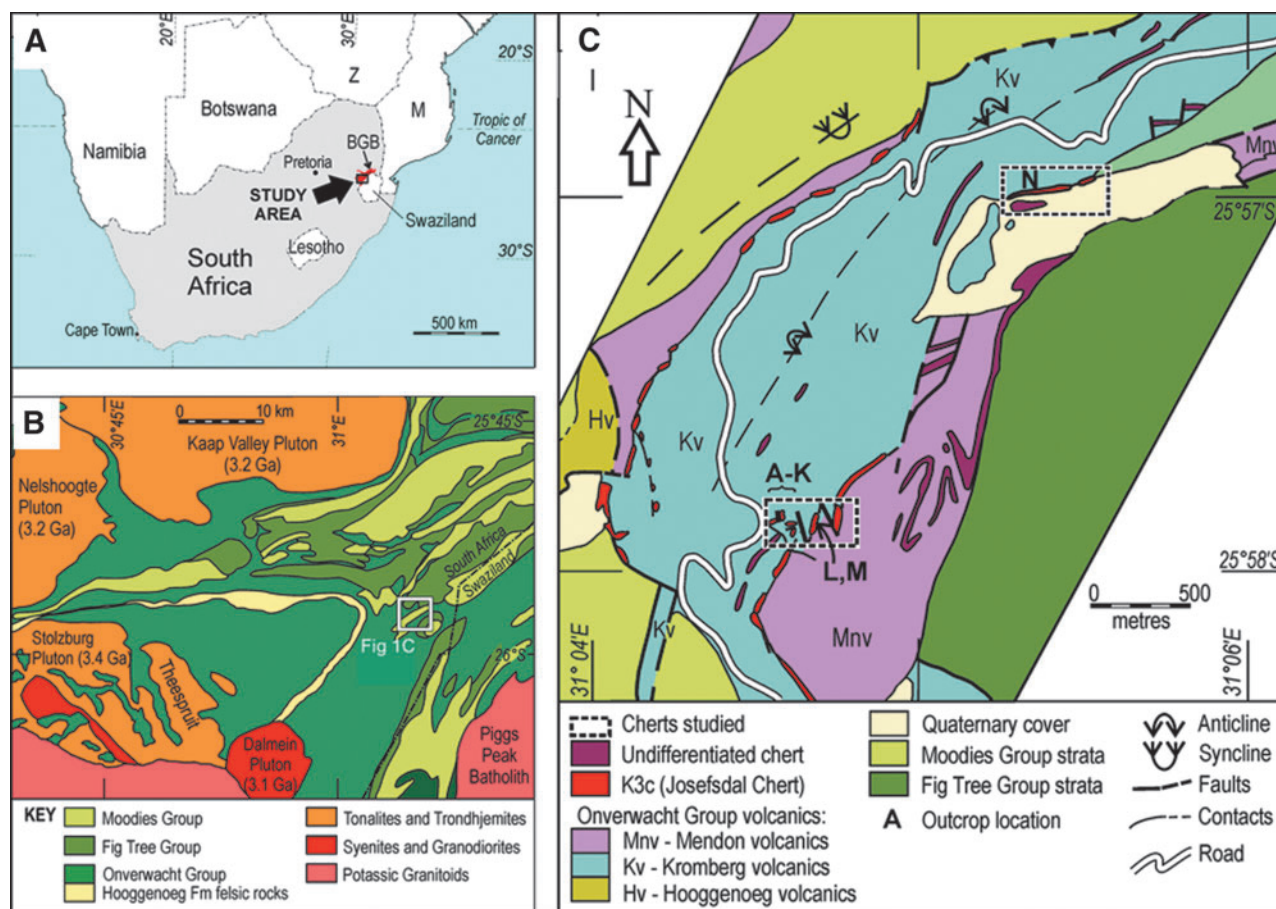 A
20°E
30°E
20°S
Z
M
Botswana
Namibia
Tropic of
Cancer
BGB
Pretoria
STUDY
AREA
Swaziland
Lesotho
30°S
South
Africa
Cape Town
500 km
B
30°45'E
0 10 km
31°E
25°45'S
Kaap Valley Pluton
(3.2 Ga)
Nelshoogte
Pluton
(3.2 Ga)
South Africa
Swaziland
Stolzburg
Pluton (3.4 Ga)
Theespruit
Fig 1C
26°S
Dalmein
Pluton
(3.1 Ga)
Piggs
Peak
Batholith
KEY
Moodies Group
Fig Tree Group
Onverwacht Group
Hooggenoeg Fm felsic rocks
Tonalites and Trondhjemites
Syenites and Granodiorites
Potassic Granitoids
C
N
Kv
Mnv
N
25°57'S
Kv
Hv
Kv
A-K
L,M
25°58'S
0 500
metres
Kv
Mnv
31° 04'E
31°06'E
Cherts studied
Undifferentiated chert
K3c (Josefsdal Chert)
Onverwacht Group volcanics:
Mnv - Mendon volcanics
Kv - Kromberg volcanics
Hv - Hooggenoeg volcanics
Quaternary cover
Moodies Group strata
Fig Tree Group strata
A Outcrop location
Anticline
Syncline
Faults
Contacts
Road